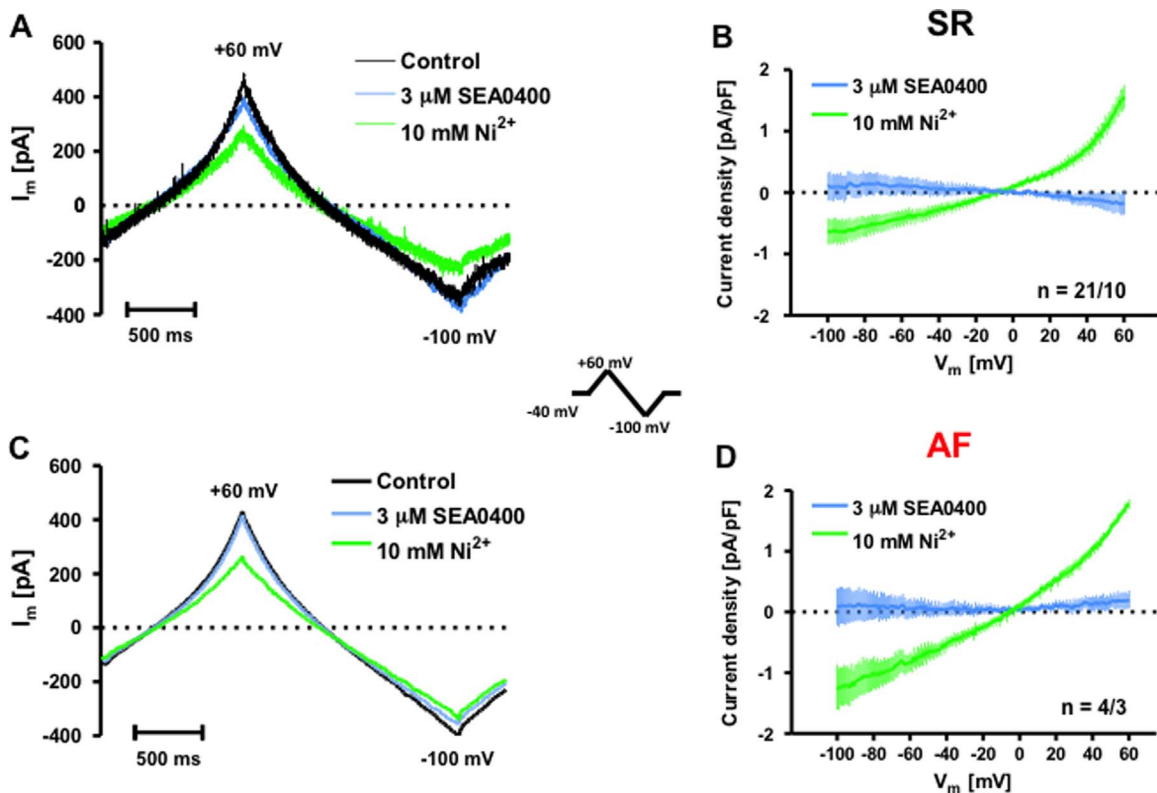 A
I_m [pA]
600
400
200
0
-200
-400
+60 mV
Control
3 μM SEA0400
10 mM Ni²⁺
500 ms
-100 mV
SR
B
Current density [pA/pF]
2
1
0
-1
-2
3 μM SEA0400
10 mM Ni²⁺
n = 21/10
-100 -80 -60 -40 -20 0 20 40 60
V_m [mV]
+60 mV
-40 mV
-100 mV
C
I_m [pA]
600
400
200
0
-200
-400
+60 mV
Control
3 μM SEA0400
10 mM Ni²⁺
500 ms
-100 mV
AF
D
Current density [pA/pF]
2
1
0
-1
-2
3 μM SEA0400
10 mM Ni²⁺
n = 4/3
-100 -80 -60 -40 -20 0 20 40 60
V_m [mV]